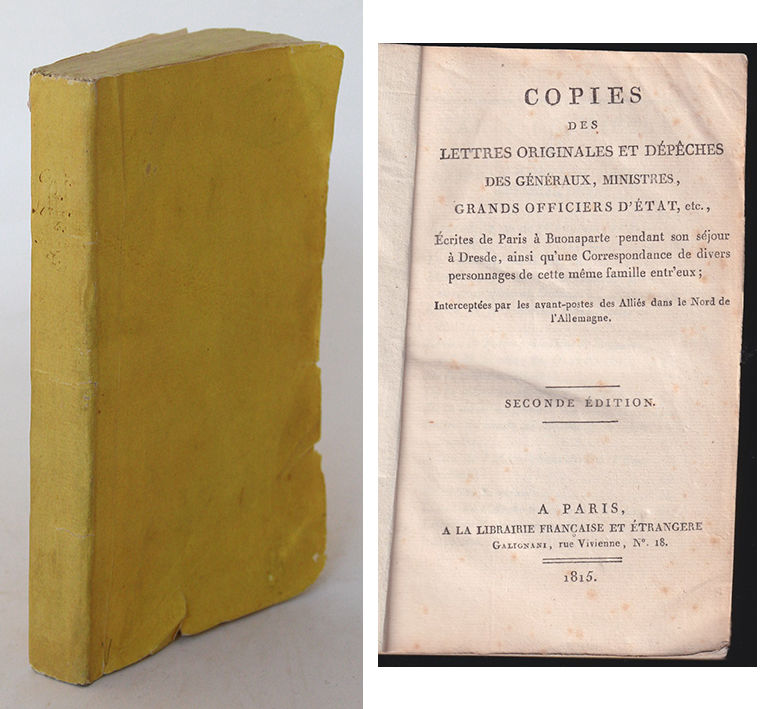 COPIES
DES
LETTRES ORIGINALES ET DÉPÊCHES
DES GÉNÉRAUX, MINISTRES,
GRANDS OFFICIERS D'ÉTAT, etc.,
Écrites de Paris à Buonaparte pendant son séjour
à Dresde, ainsi qu'une Correspondance de divers
personnages de cette même famille entr'eux ;
Interceptées par les avant-postes des Alliés dans le Nord de
l'Allemagne.
SECONDE ÉDITION.
A PARIS,
A LA LIBRAIRIE FRANÇAISE ET ÉTRANGERE
GALIGNANI, rue Vivienne, N°. 18.
1815.